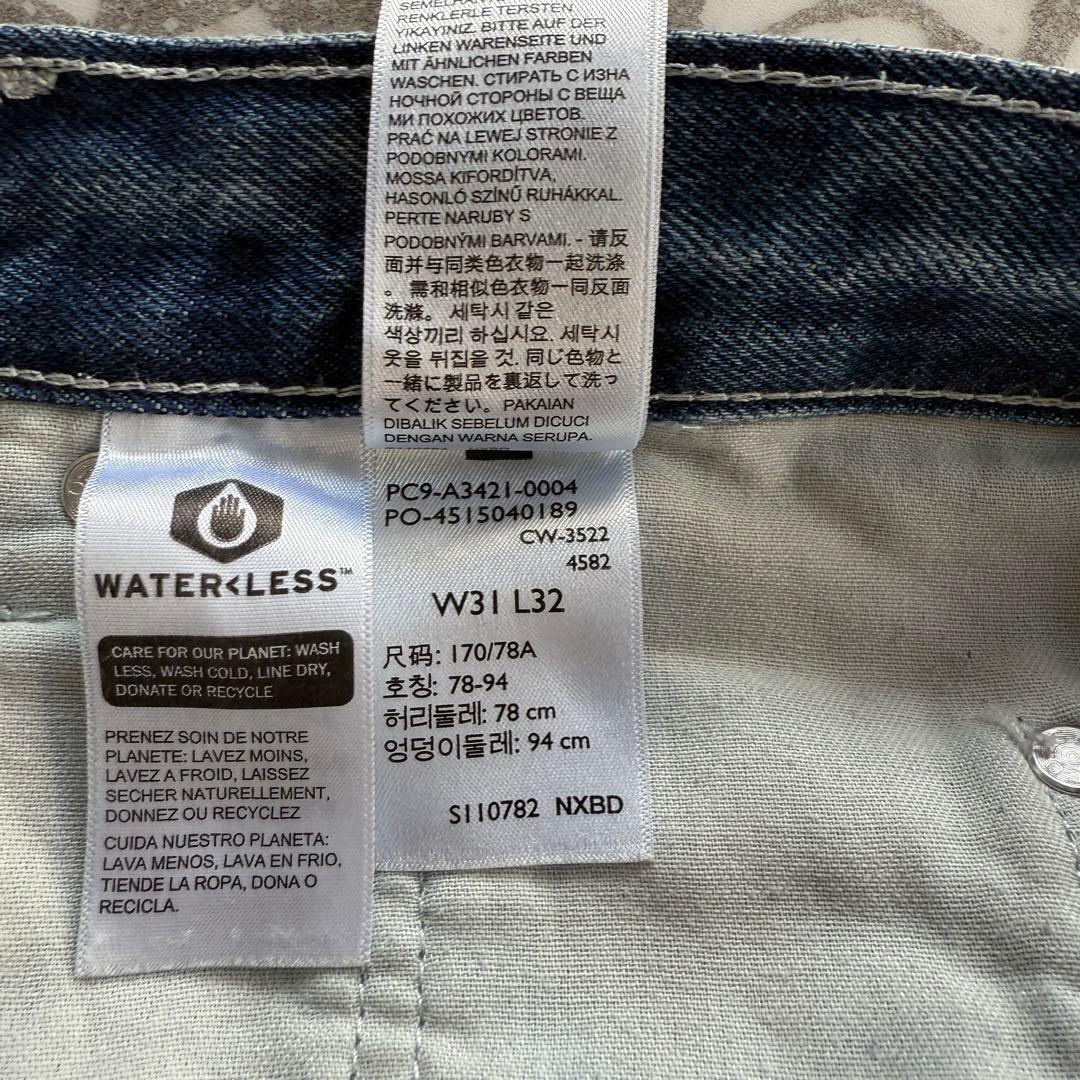 SEMELHAN
RENKLERLE TERSTEN
YIKAYINIZ. BITTE AUF DER
LINKEN WARENSEITE UND
MIT ÄHNLICHEN FARBEN
WASCHEN. СТИРАТЬ С ИЗНА
НОЧНОЙ СТОРОНЫ С ВЕЩА
МИ ПОХОЖИХ ЦВЕТОВ.
PRAĆ NA LEWEJ STRONIE Z
PODOBNYMI KOLORAMI.
MOSSA KIFORDÍTVA,
HASONLÓ SZÍNŰ RUHÁKKAL.
PERTE NARUBY S
PODOBNÝMI BARVAMI. - 请反
面并与同类色衣物一起洗涤
。 需和相似色衣物一同反面
洗滌。 세탁시 같은
색상끼리 하십시요. 세탁시
옷을 뒤집을 것. 同じ色物と
一緒に製品を裏返して洗っ
てください。 PAKAIAN
DIBALIK SEBELUM DICUCI
DENGAN WARNA SERUPA.
WATER<LESS™
CARE FOR OUR PLANET: WASH
LESS, WASH COLD, LINE DRY,
DONATE OR RECYCLE
PRENEZ SOIN DE NOTRE
PLANETE: LAVEZ MOINS,
LAVEZ A FROID, LAISSEZ
SECHER NATURELLEMENT,
DONNEZ OU RECYCLEZ
CUIDA NUESTRO PLANETA:
LAVA MENOS, LAVA EN FRIO,
TIENDE LA ROPA, DONA O
RECICLA.
PC9-A3421-0004
PO-4515040189
CW-3522
4582
W31 L32
尺码: 170/78A
호칭: 78-94
허리둘레: 78 cm
엉덩이둘레: 94 cm
S110782 NXBD